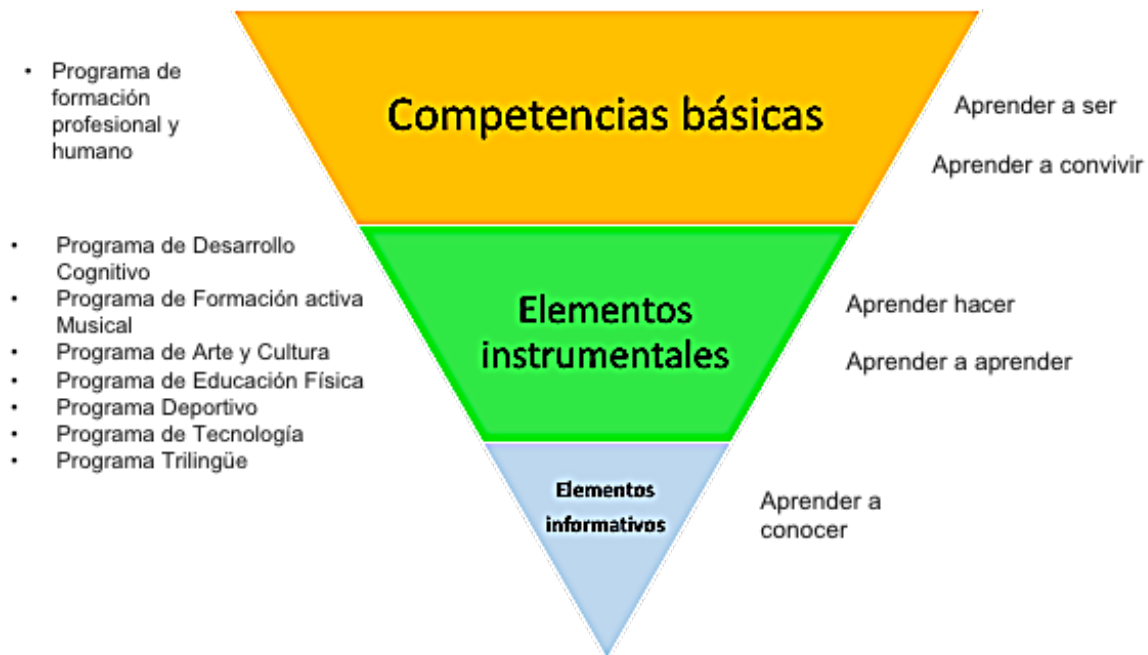 • Programa de
formación
profesional y
humano
Competencias básicas
Aprender a ser
Aprender a convivir
• Programa de Desarrollo
Cognitivo
• Programa de Formación activa
Musical
• Programa de Arte y Cultura
• Programa de Educación Física
• Programa Deportivo
• Programa de Tecnología
• Programa Trilingüe
Elementos
instrumentales
Aprender hacer
Aprender a aprender
Elementos
informativos
Aprender a
conocer